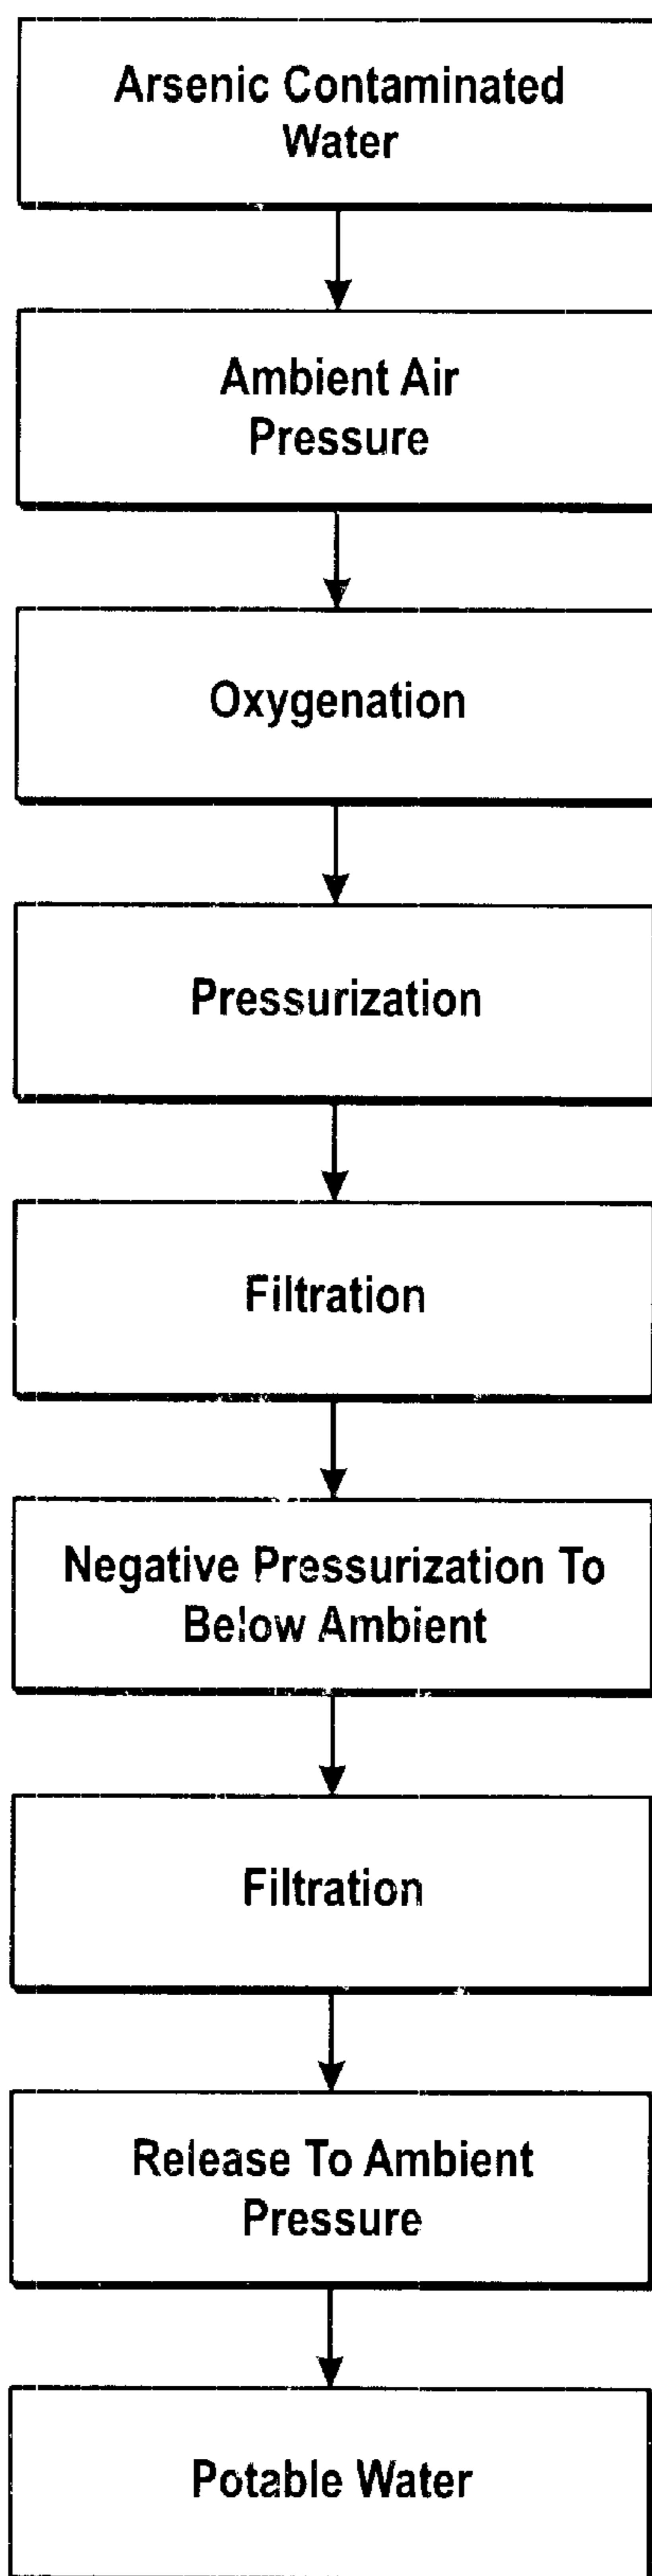 Arsenic Contaminated
Water
Ambient Air
Pressure
Oxygenation
Pressurization
Filtration
Negative Pressurization To
Below Ambient
Filtration
Release To Ambient
Pressure
Potable Water